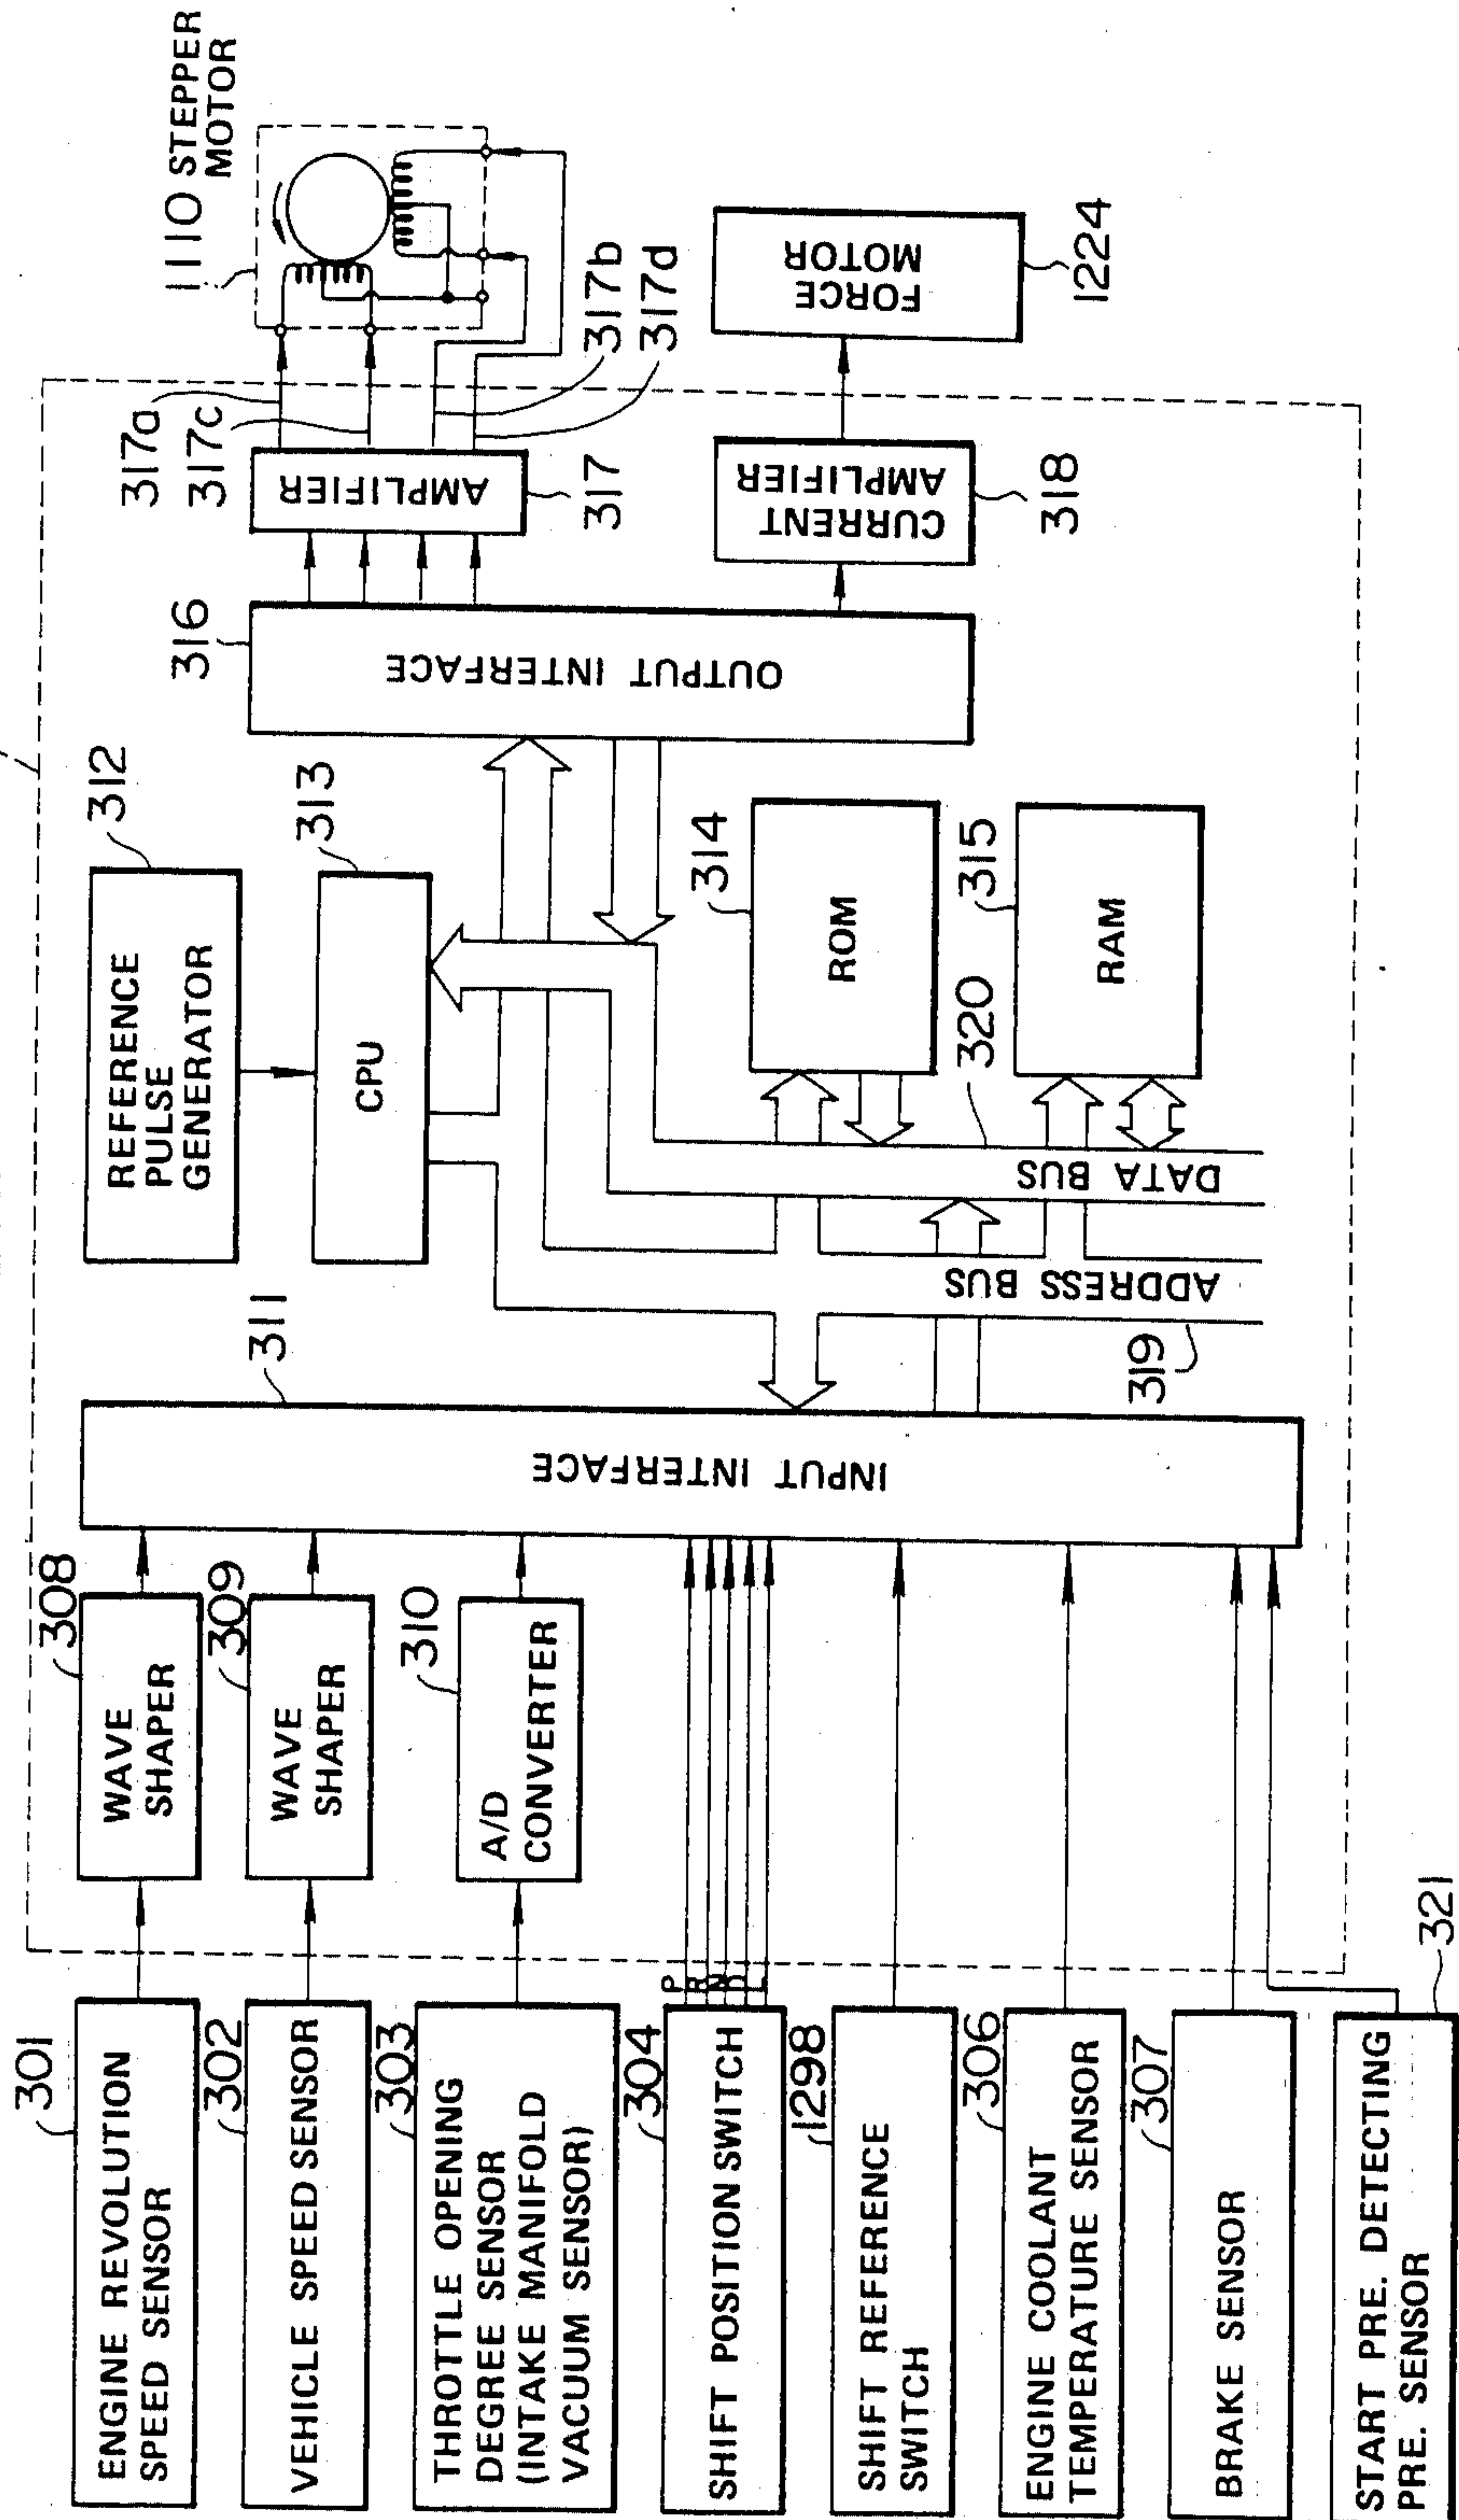 301
ENGINE REVOLUTION
SPEED SENSOR
302
VEHICLE SPEED SENSOR
303
THROTTLE OPENING
DEGREE SENSOR
(INTAKE MANIFOLD
VACUUM SENSOR)
304
SHIFT POSITION SWITCH
P
R
N
D
L
1298
SHIFT REFERENCE
SWITCH
306
ENGINE COOLANT
TEMPERATURE SENSOR
307
BRAKE SENSOR
321
START PRE. DETECTING
PRE. SENSOR
308
WAVE
SHAPER
309
WAVE
SHAPER
310
A/D
CONVERTER
311
INPUT INTERFACE
312
REFERENCE
PULSE
GENERATOR
313
CPU
314
ROM
315
RAM
320
DATA BUS
ADDRESS BUS
319
316
OUTPUT INTERFACE
317a
317c
AMPLIFIER
317
317b
317d
CURRENT
AMPLIFIER
318
1110 STEPPER
MOTOR
FORCE
MOTOR
1224